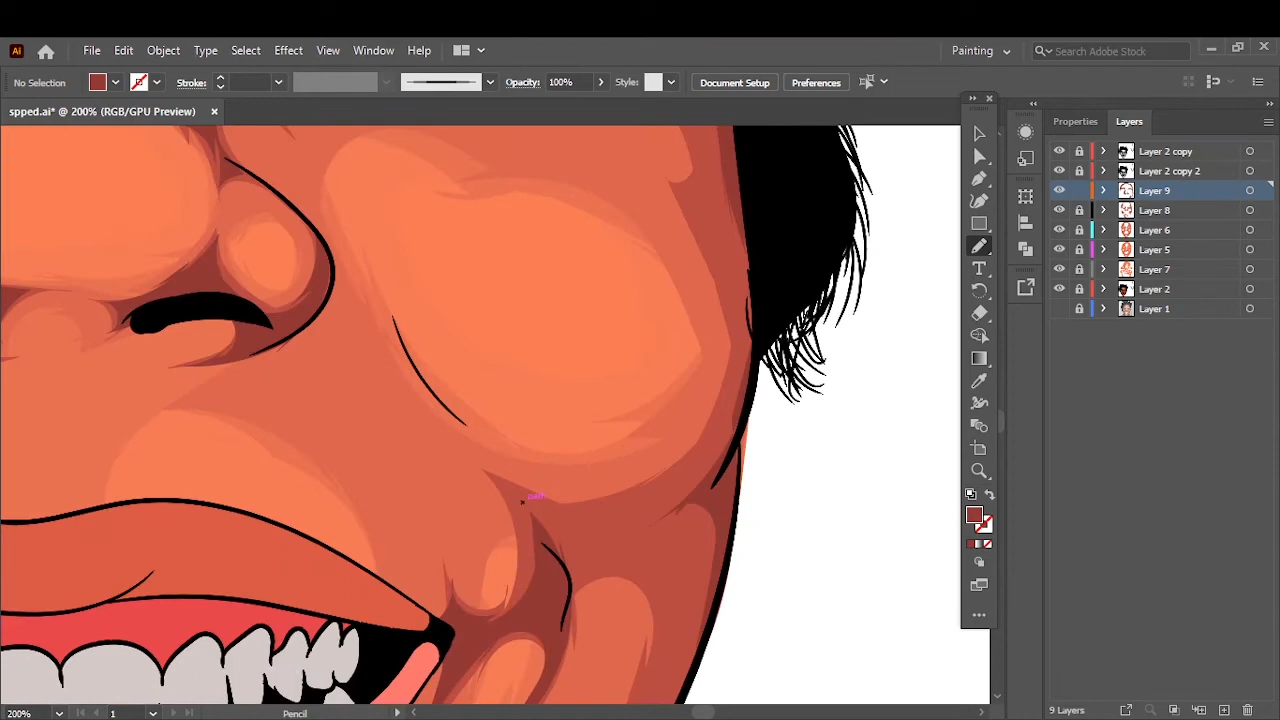 Ai File Edit Object Type Select Effect View Window Help Painting Search Adobe Stock
No Selection Stroke: Opacity: 100% Style: Document Setup Preferences
spped.ai* @ 200% (RGB/GPU Preview)
Properties Layers
Layer 2 copy
Layer 2 copy 2
Layer 9
Layer 8
Layer 6
Layer 5
Layer 7
Layer 2
Layer 1
path
200% 1 Pencil 9 Layers